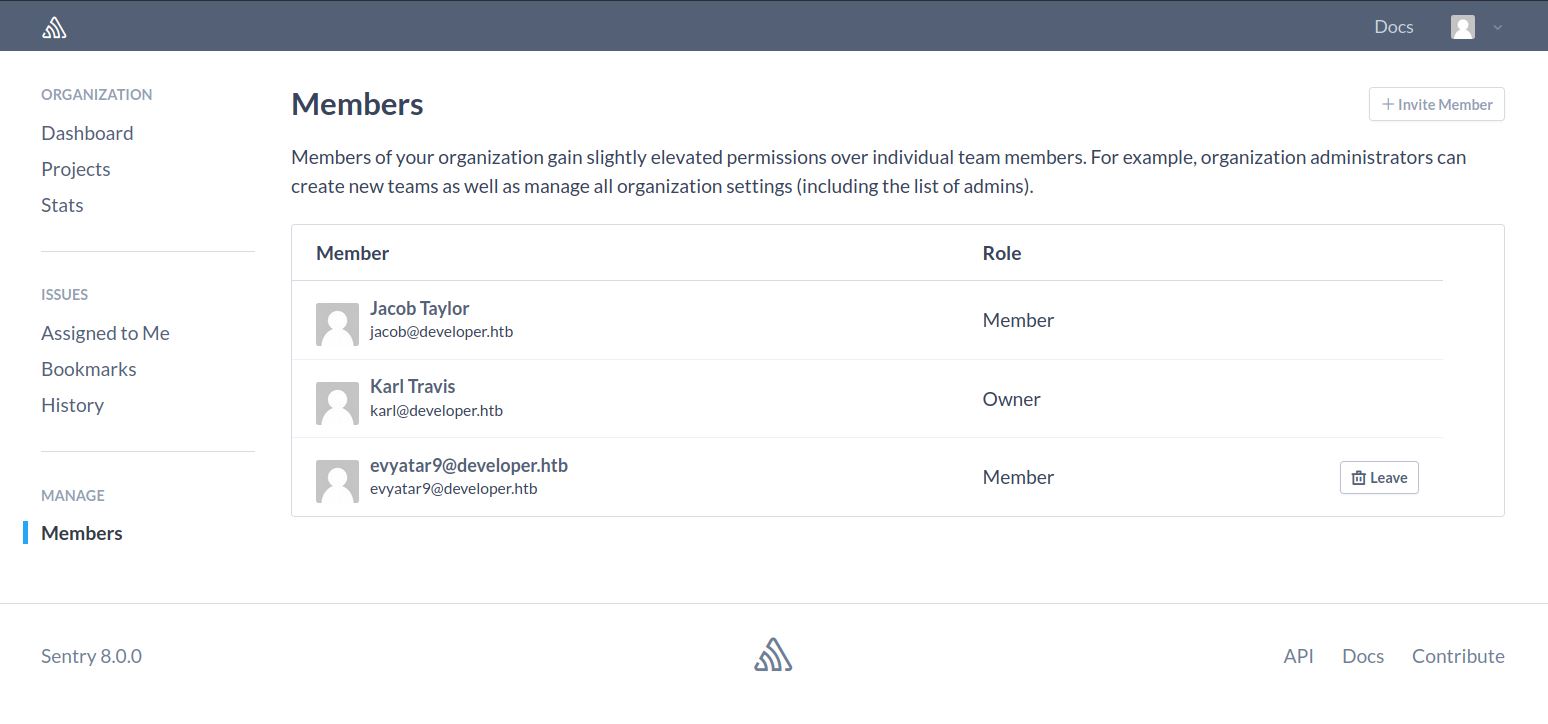 Docs
ORGANIZATION
Dashboard
Projects
Stats
ISSUES
Assigned to Me
Bookmarks
History
MANAGE
Members
Members
Invite Member
Members of your organization gain slightly elevated permissions over individual team members. For example, organization administrators can
create new teams as well as manage all organization settings (including the list of admins).
Member Role
Jacob Taylor
jacob@developer.htb
Member
Karl Travis
karl@developer.htb
Owner
evyatar9@developer.htb
evyatar9@developer.htb
Member
Leave
Sentry 8.0.0
API Docs Contribute